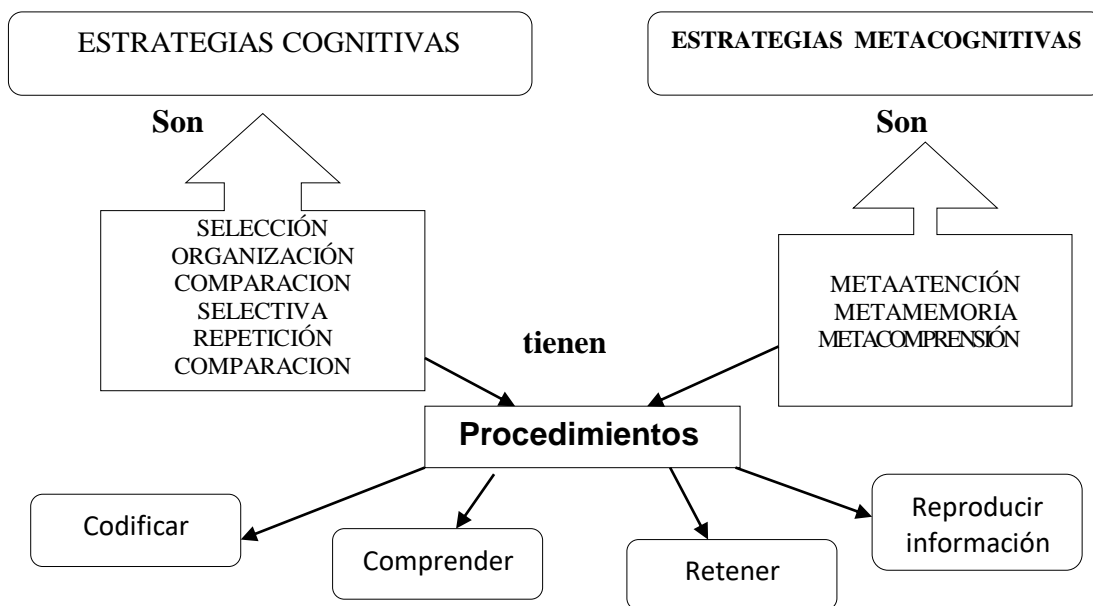 ESTRATEGIAS COGNITIVAS
ESTRATEGIAS METACOGNITIVAS
Son
Son
SELECCIÓN
ORGANIZACIÓN
COMPARACION
SELECTIVA
REPETICIÓN
COMPARACION
METAATENCIÓN
METAMEMORIA
METACOMPRENSIÓN
tienen
Procedimientos
Codificar
Comprender
Retener
Reproducir
información